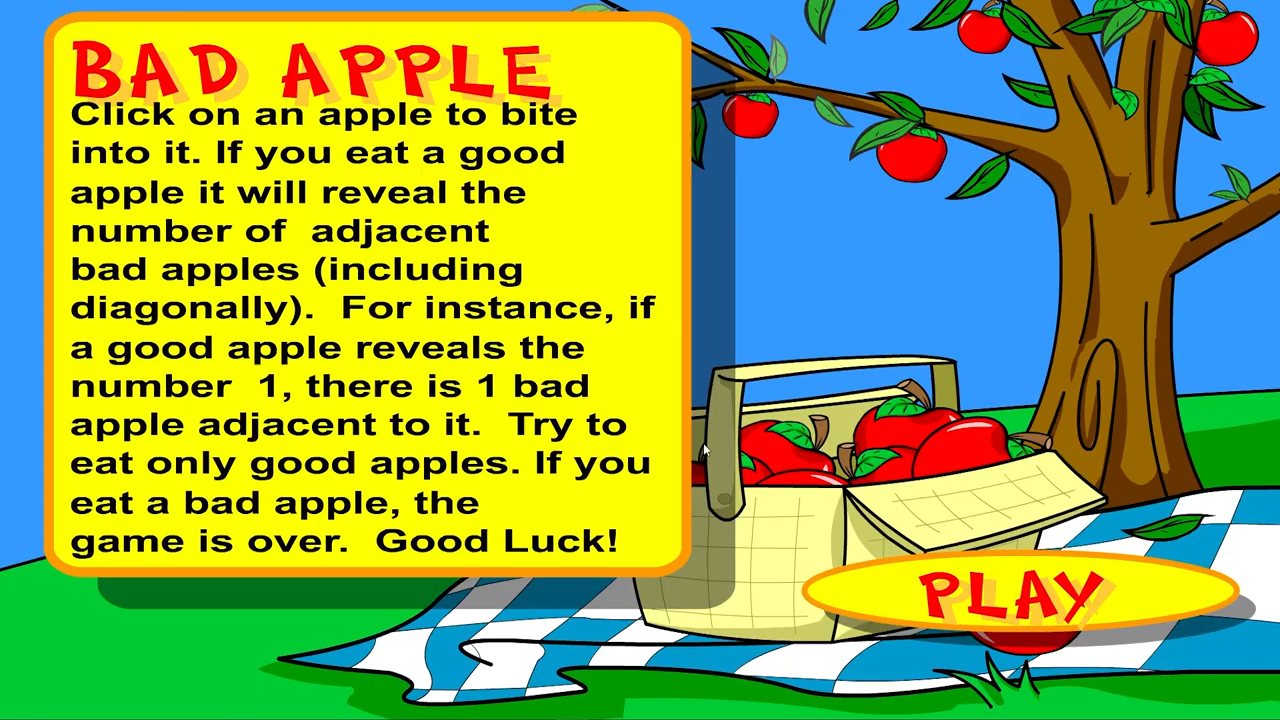 BAD APPLE
Click on an apple to bite
into it. If you eat a good
apple it will reveal the
number of adjacent
bad apples (including
diagonally). For instance, if
a good apple reveals the
number 1, there is 1 bad
apple adjacent to it. Try to
eat only good apples. If you
eat a bad apple, the
game is over. Good Luck!
PLAY